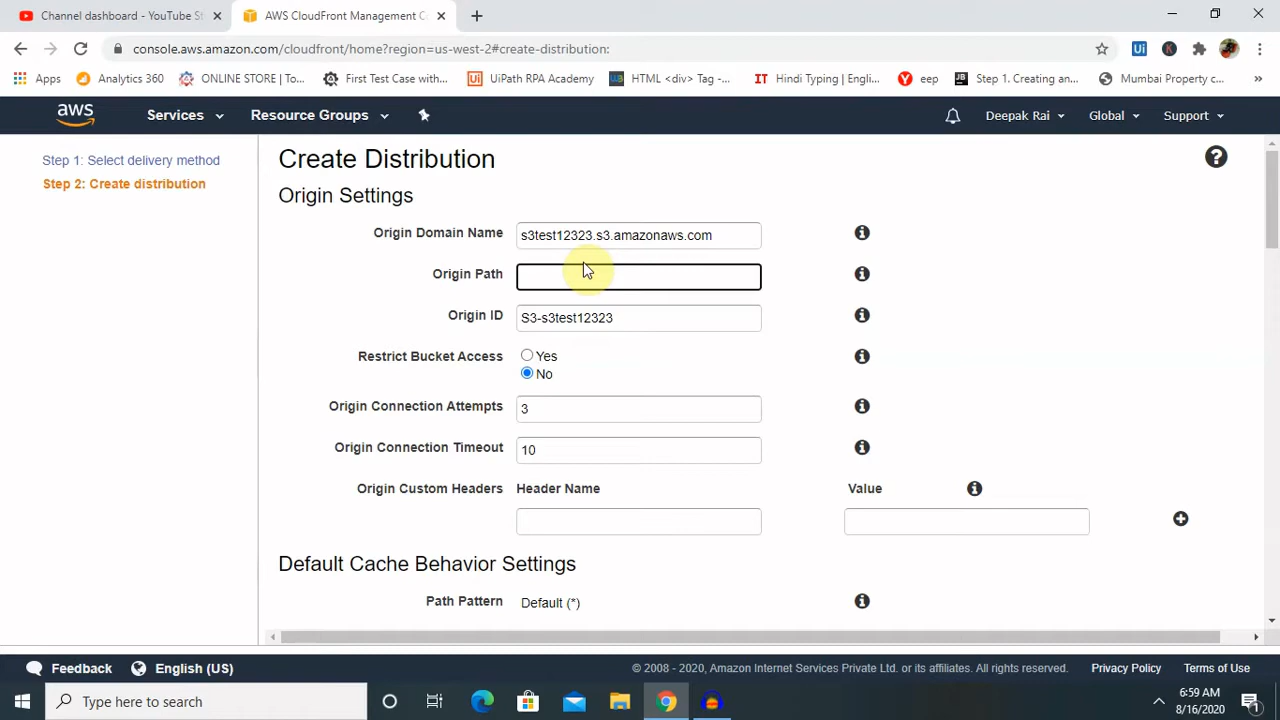 Channel dashboard - YouTube St
AWS CloudFront Management C
console.aws.amazon.com/cloudfront/home?region=us-west-2#create-distribution:
Apps
Analytics 360
ONLINE STORE | To...
First Test Case with...
UiPath RPA Academy
HTML <div> Tag -...
Hindi Typing | Engli...
eep
Step 1. Creating an...
Mumbai Property c...
»
aws
Services
Resource Groups
Deepak Rai
Global
Support
Step 1: Select delivery method
Step 2: Create distribution
Create Distribution
Origin Settings
Origin Domain Name
s3test12323.s3.amazonaws.com
Origin Path
Origin ID
S3-s3test12323
Restrict Bucket Access
Yes
No
Origin Connection Attempts
3
Origin Connection Timeout
10
Origin Custom Headers
Header Name
Value
Default Cache Behavior Settings
Path Pattern
Default (*)
Feedback
English (US)
© 2008 - 2020, Amazon Internet Services Private Ltd. or its affiliates. All rights reserved.
Privacy Policy
Terms of Use
Type here to search
6:59 AM
8/16/2020